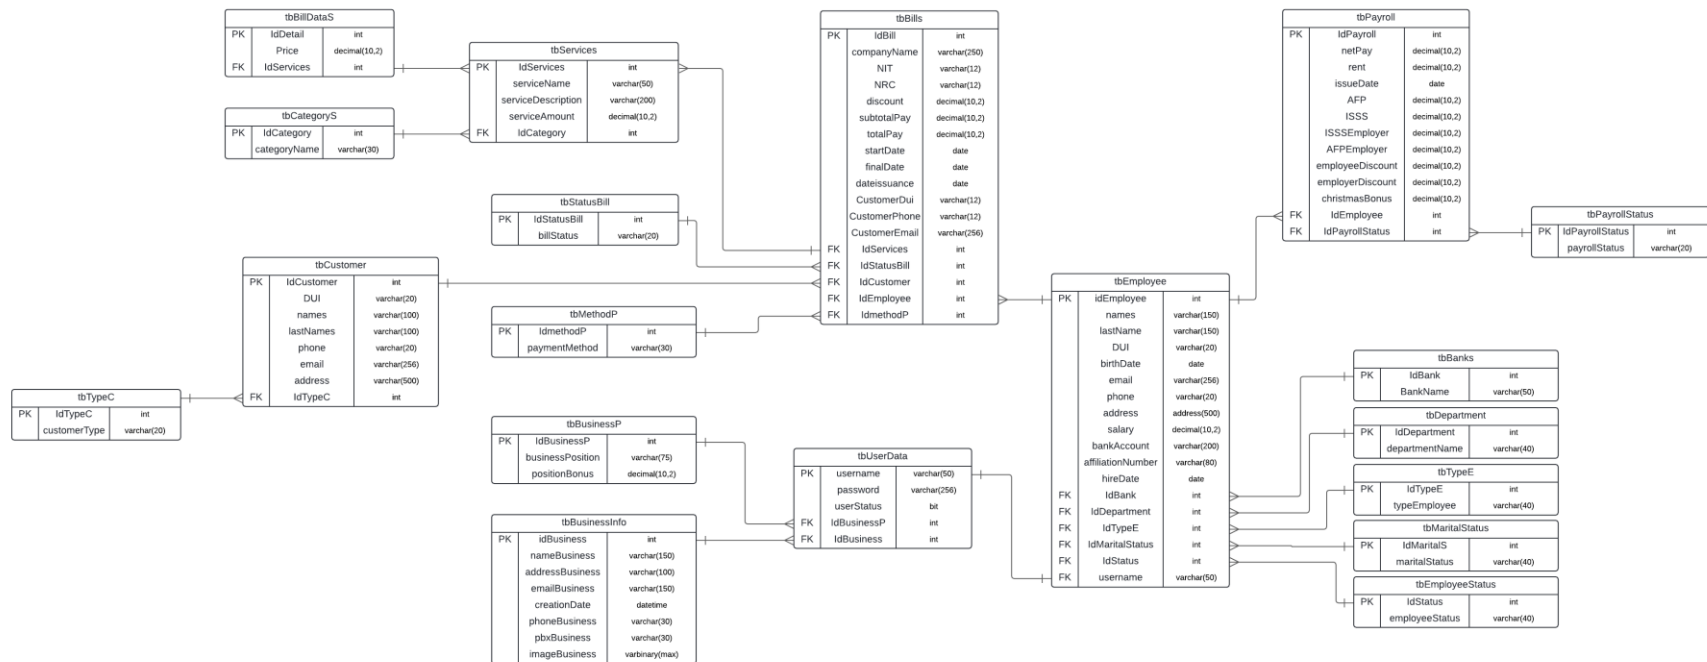 tbBillDataS
PK IdDetail int
Price decimal(10,2)
FK IdServices int
tbCategoryS
PK IdCategory int
categoryName varchar(30)
tbServices
PK IdServices int
serviceName varchar(50)
serviceDescription varchar(200)
serviceAmount decimal(10,2)
FK IdCategory int
tbStatusBill
PK IdStatusBill int
billStatus varchar(20)
tbCustomer
PK IdCustomer int
DUI varchar(20)
names varchar(100)
lastNames varchar(100)
phone varchar(20)
email varchar(256)
address varchar(500)
FK IdTypeC int
tbTypeC
PK IdTypeC int
customerType varchar(20)
tbMethodP
PK IdmethodP int
paymentMethod varchar(30)
tbBusinessP
PK IdBusinessP int
businessPosition varchar(75)
positionBonus decimal(10,2)
tbBusinessInfo
PK idBusiness int
nameBusiness varchar(150)
addressBusiness varchar(100)
emailBusiness varchar(150)
creationDate datetime
phoneBusiness varchar(30)
pbxBusiness varchar(30)
imageBusiness varbinary(max)
tbBills
PK IdBill int
companyName varchar(250)
NIT varchar(12)
NRC varchar(12)
discount decimal(10,2)
subtotalPay decimal(10,2)
totalPay decimal(10,2)
startDate date
finalDate date
dateissuance date
CustomerDui varchar(12)
CustomerPhone varchar(12)
CustomerEmail varchar(256)
FK IdServices int
FK IdStatusBill int
FK IdCustomer int
FK IdEmployee int
FK IdmethodP int
tbUserData
PK username varchar(50)
password varchar(256)
userStatus bit
FK IdBusinessP int
FK IdBusiness int
tbEmployee
PK idEmployee int
names varchar(150)
lastName varchar(150)
DUI varchar(20)
birthDate date
email varchar(256)
phone varchar(20)
address address(500)
salary decimal(10,2)
bankAccount varchar(200)
affiliationNumber varchar(80)
hireDate date
FK IdBank int
FK IdDepartment int
FK IdTypeE int
FK IdMaritalStatus int
FK IdStatus int
FK username varchar(50)
tbPayroll
PK IdPayroll int
netPay decimal(10,2)
rent decimal(10,2)
issueDate date
AFP decimal(10,2)
ISSS decimal(10,2)
ISSSEmployer decimal(10,2)
AFPEmployer decimal(10,2)
employeeDiscount decimal(10,2)
employerDiscount decimal(10,2)
christmasBonus decimal(10,2)
FK IdEmployee int
FK IdPayrollStatus int
tbPayrollStatus
PK IdPayrollStatus int
payrollStatus varchar(20)
tbBanks
PK IdBank int
BankName varchar(50)
tbDepartment
PK IdDepartment int
departmentName varchar(40)
tbTypeE
PK IdTypeE int
typeEmployee varchar(40)
tbMaritalStatus
PK IdMaritalS int
maritalStatus varchar(40)
tbEmployeeStatus
PK IdStatus int
employeeStatus varchar(40)